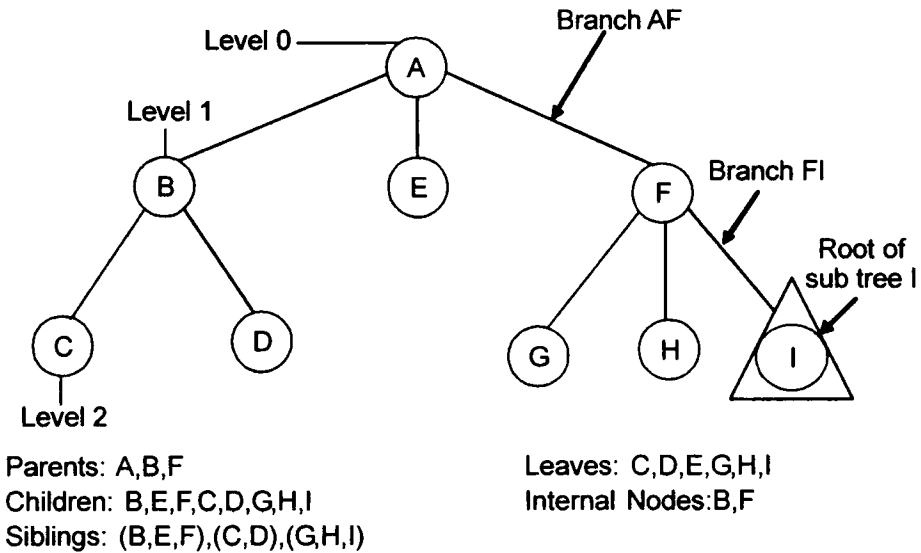 Branch AF
Level 0
A
Level 1
B
E
F
Branch FI
Root of
sub tree I
C
D
G
H
I
Level 2
Parents: A,B,F
Children: B,E,F,C,D,G,H,I
Siblings: (B,E,F),(C,D),(G,H,I)
Leaves: C,D,E,G,H,I
Internal Nodes:B,F